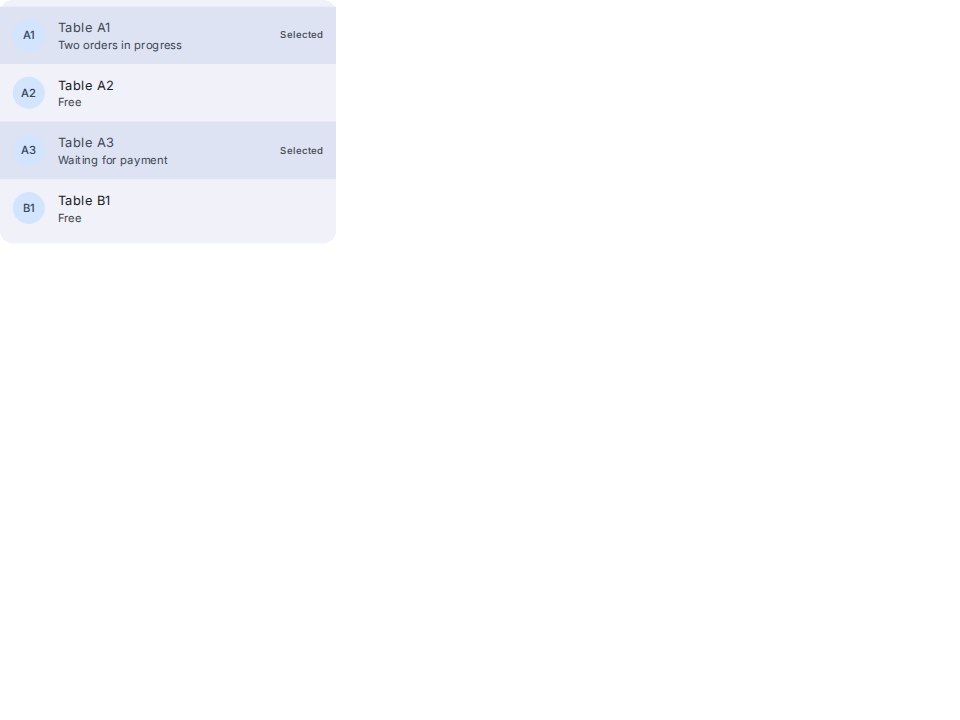 A1
Table A1
Two orders in progress
Selected
A2
Table A2
Free
A3
Table A3
Waiting for payment
Selected
B1
Table B1
Free